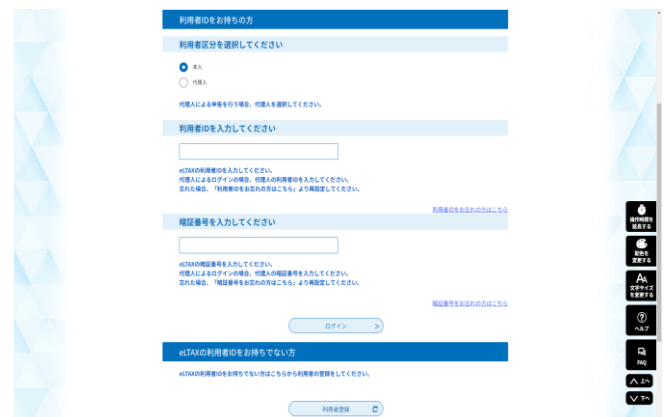 利用者IDをお持ちの方
利用者区分を選択してください
本人
代理人
代理人による申告を行う場合、代理人を選択してください。
利用者IDを入力してください
eLTAXの利用者IDを入力してください。
代理人によるログインの場合、代理人の利用者IDを入力してください。
忘れた場合、「利用者IDをお忘れの方はこちら」より再設定してください。
利用者IDをお忘れの方はこちら
暗証番号を入力してください
eLTAXの暗証番号を入力してください。
代理人によるログインの場合、代理人の暗証番号を入力してください。
忘れた場合、「暗証番号をお忘れの方はこちら」より再設定してください。
暗証番号をお忘れの方はこちら
ログイン
eLTAXの利用者IDをお持ちでない方
eLTAXの利用者IDをお持ちでない方はこちらから利用者の登録をしてください。
利用者登録
操作時間を
延長する
配色を
変更する
AA
文字サイズ
を変更する
ヘルプ
FAQ
上へ
下へ